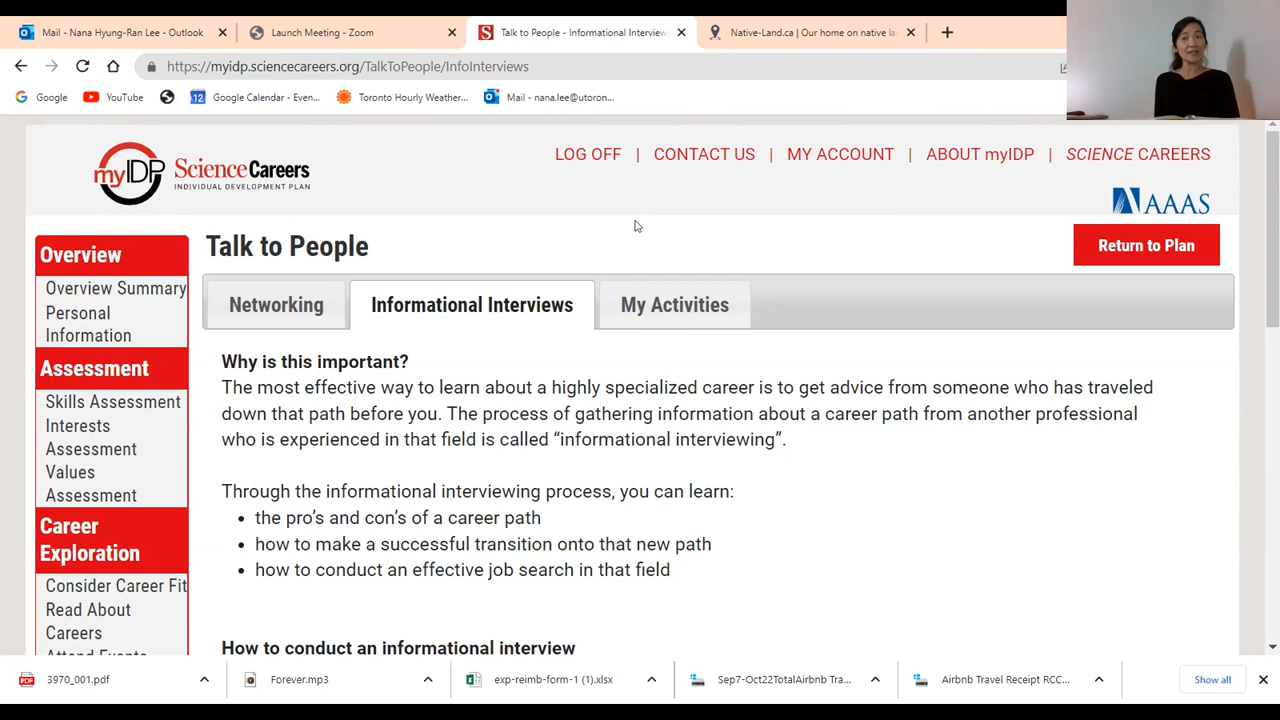 Mail - Nana Hyung-Ran Lee - Outlook
Launch Meeting - Zoom
Talk to People - Informational Interview
Native-Land.ca | Our home on native la
https://myidp.sciencecareers.org/TalkToPeople/InfoInterviews
Google
YouTube
Google Calendar - Even...
Toronto Hourly Weather...
Mail - nana.lee@utoron...
myIDP ScienceCareers
INDIVIDUAL DEVELOPMENT PLAN
LOG OFF | CONTACT US | MY ACCOUNT | ABOUT myIDP | SCIENCE CAREERS
AAAS
Talk to People
Return to Plan
Networking
Informational Interviews
My Activities
Overview
Overview Summary
Personal
Information
Assessment
Skills Assessment
Interests
Assessment
Values
Assessment
Career
Exploration
Consider Career Fit
Read About
Careers
Attend Events
Why is this important?
The most effective way to learn about a highly specialized career is to get advice from someone who has traveled
down that path before you. The process of gathering information about a career path from another professional
who is experienced in that field is called “informational interviewing”.
Through the informational interviewing process, you can learn:
• the pro's and con's of a career path
• how to make a successful transition onto that new path
• how to conduct an effective job search in that field
How to conduct an informational interview
3970_001.pdf
Forever.mp3
exp-reimb-form-1 (1).xlsx
Sep7-Oct22TotalAirbnb Tra...
Airbnb Travel Receipt RCC...
Show all